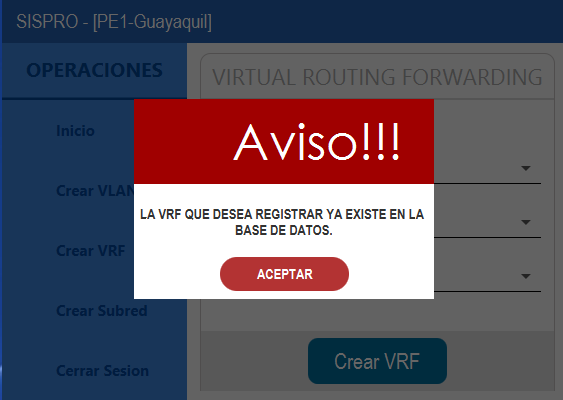 SISPRO - [PE1-Guayaquil]
OPERACIONES
Inicio
Crear VLAN
Crear VRF
Crear Subred
Cerrar Sesion
VIRTUAL ROUTING FORWARDING
Aviso!!!
LA VRF QUE DESEA REGISTRAR YA EXISTE EN LA
BASE DE DATOS.
ACEPTAR
Crear VRF